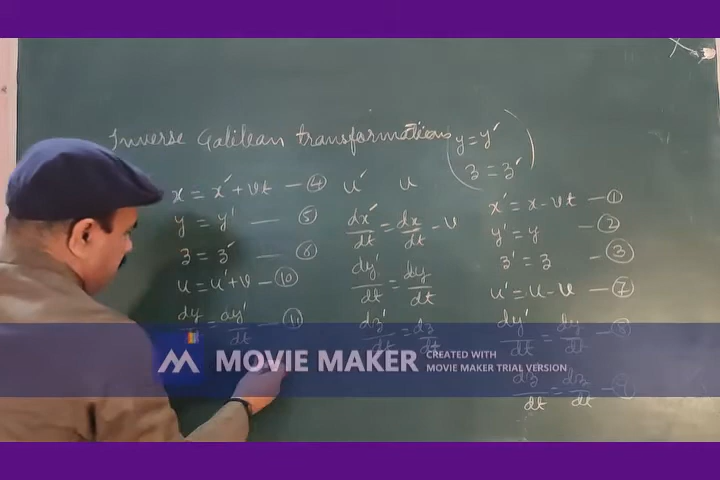 Inverse Galilean transformations
y = y′
z = z′
x = x′ + vt — ④
y = y′ — ⑤
z = z′ — ⑥
u = u′ + v — ⑩
dy/dt = dy′/dt — ⑪
u′ u
dx′/dt = dx/dt - v
dy′/dt = dy/dt
dz′/dt = dz/dt
x′ = x - vt — ①
y′ = y — ②
z′ = z — ③
u′ = u - v — ⑦
dy′/dt = dy/dt — ⑧
dz/dt = dz/dt — ⑨
MOVIE MAKER
CREATED WITH
MOVIE MAKER TRIAL VERSION